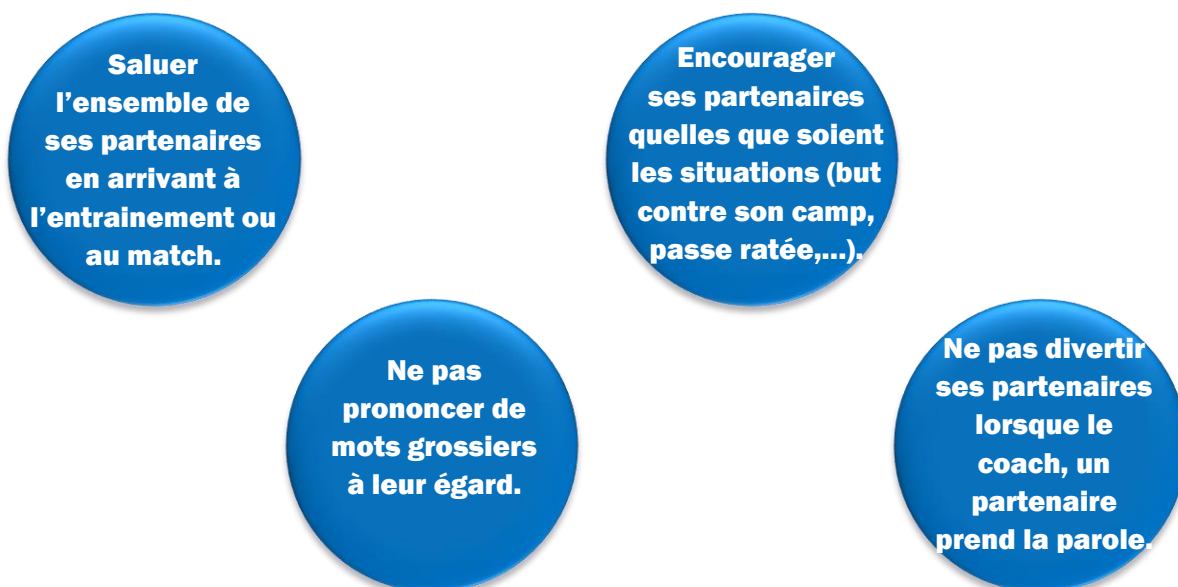 Saluer
l’ensemble de
ses partenaires
en arrivant à
l’entrainement ou
au match.
Encourager
ses partenaires
quelles que soient
les situations (but
contre son camp,
passe ratée,...).
Ne pas
prononcer de
mots grossiers
à leur égard.
Ne pas divertir
ses partenaires
lorsque le
coach, un
partenaire
prend la parole.